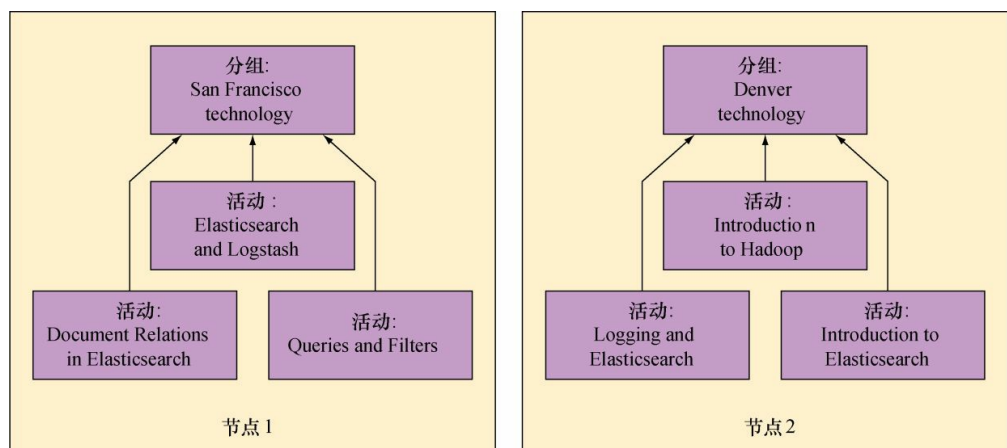 分组:
San Francisco
technology
活动 :
Elasticsearch
and Logstash
活动:
Document Relations
in Elasticsearch
活动:
Queries and Filters
节点 1
分组:
Denver
technology
活动:
Introduction
to Hadoop
活动:
Logging and
Elasticsearch
活动:
Introduction to
Elasticsearch
节点 2